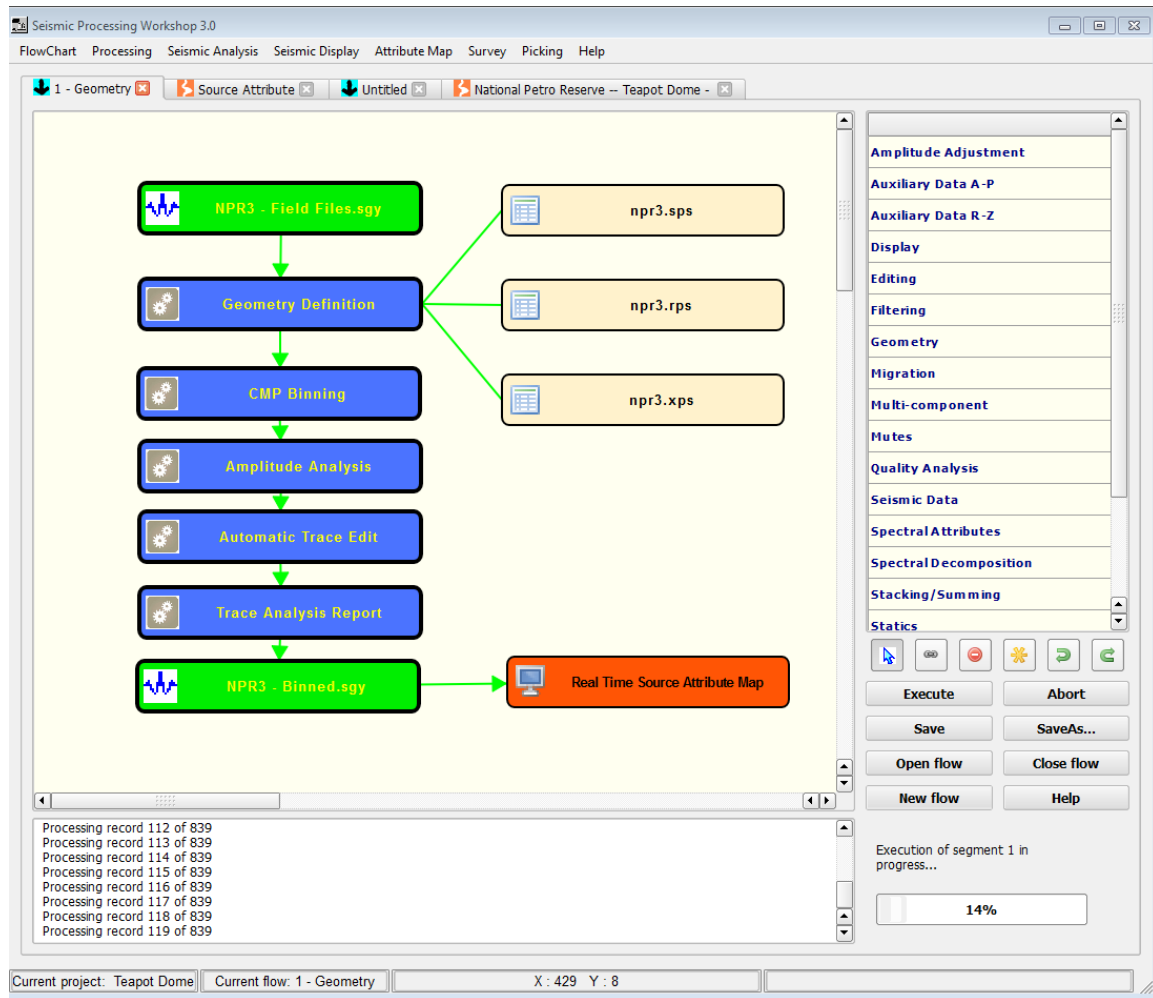 Seismic Processing Workshop 3.0
FlowChart Processing Seismic Analysis Seismic Display Attribute Map Survey Picking Help
1 - Geometry Source Attribute Untitled National Petro Reserve -- Teapot Dome -
NPR3 - Field Files.sgy
npr3.sps
Geometry Definition
npr3.rps
CMP Binning
npr3.xps
Amplitude Analysis
Automatic Trace Edit
Trace Analysis Report
NPR3 - Binned.sgy
Real Time Source Attribute Map
Amplitude Adjustment
Auxiliary Data A-P
Auxiliary Data R-Z
Display
Editing
Filtering
Geometry
Migration
Multi-component
Mutes
Quality Analysis
Seismic Data
Spectral Attributes
Spectral Decomposition
Stacking/Summing
Statics
Execute Abort
Save SaveAs...
Open flow Close flow
New flow Help
Processing record 112 of 839
Processing record 113 of 839
Processing record 114 of 839
Processing record 115 of 839
Processing record 116 of 839
Processing record 117 of 839
Processing record 118 of 839
Processing record 119 of 839
Execution of segment 1 in
progress...
14%
Current project: Teapot Dome Current flow: 1 - Geometry X : 429 Y : 8